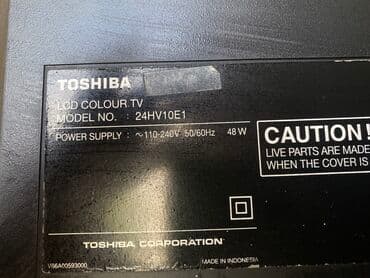 TOSHIBA
LCD COLOUR TV
MODEL NO. : 24HV10E1
POWER SUPPLY : ~110-240V 50/60Hz 48 W
CAUTION!
LIVE PARTS ARE MADE
WHEN THE COVER IS
TOSHIBA CORPORATION
V66A00593000
MADE IN INDONESIA